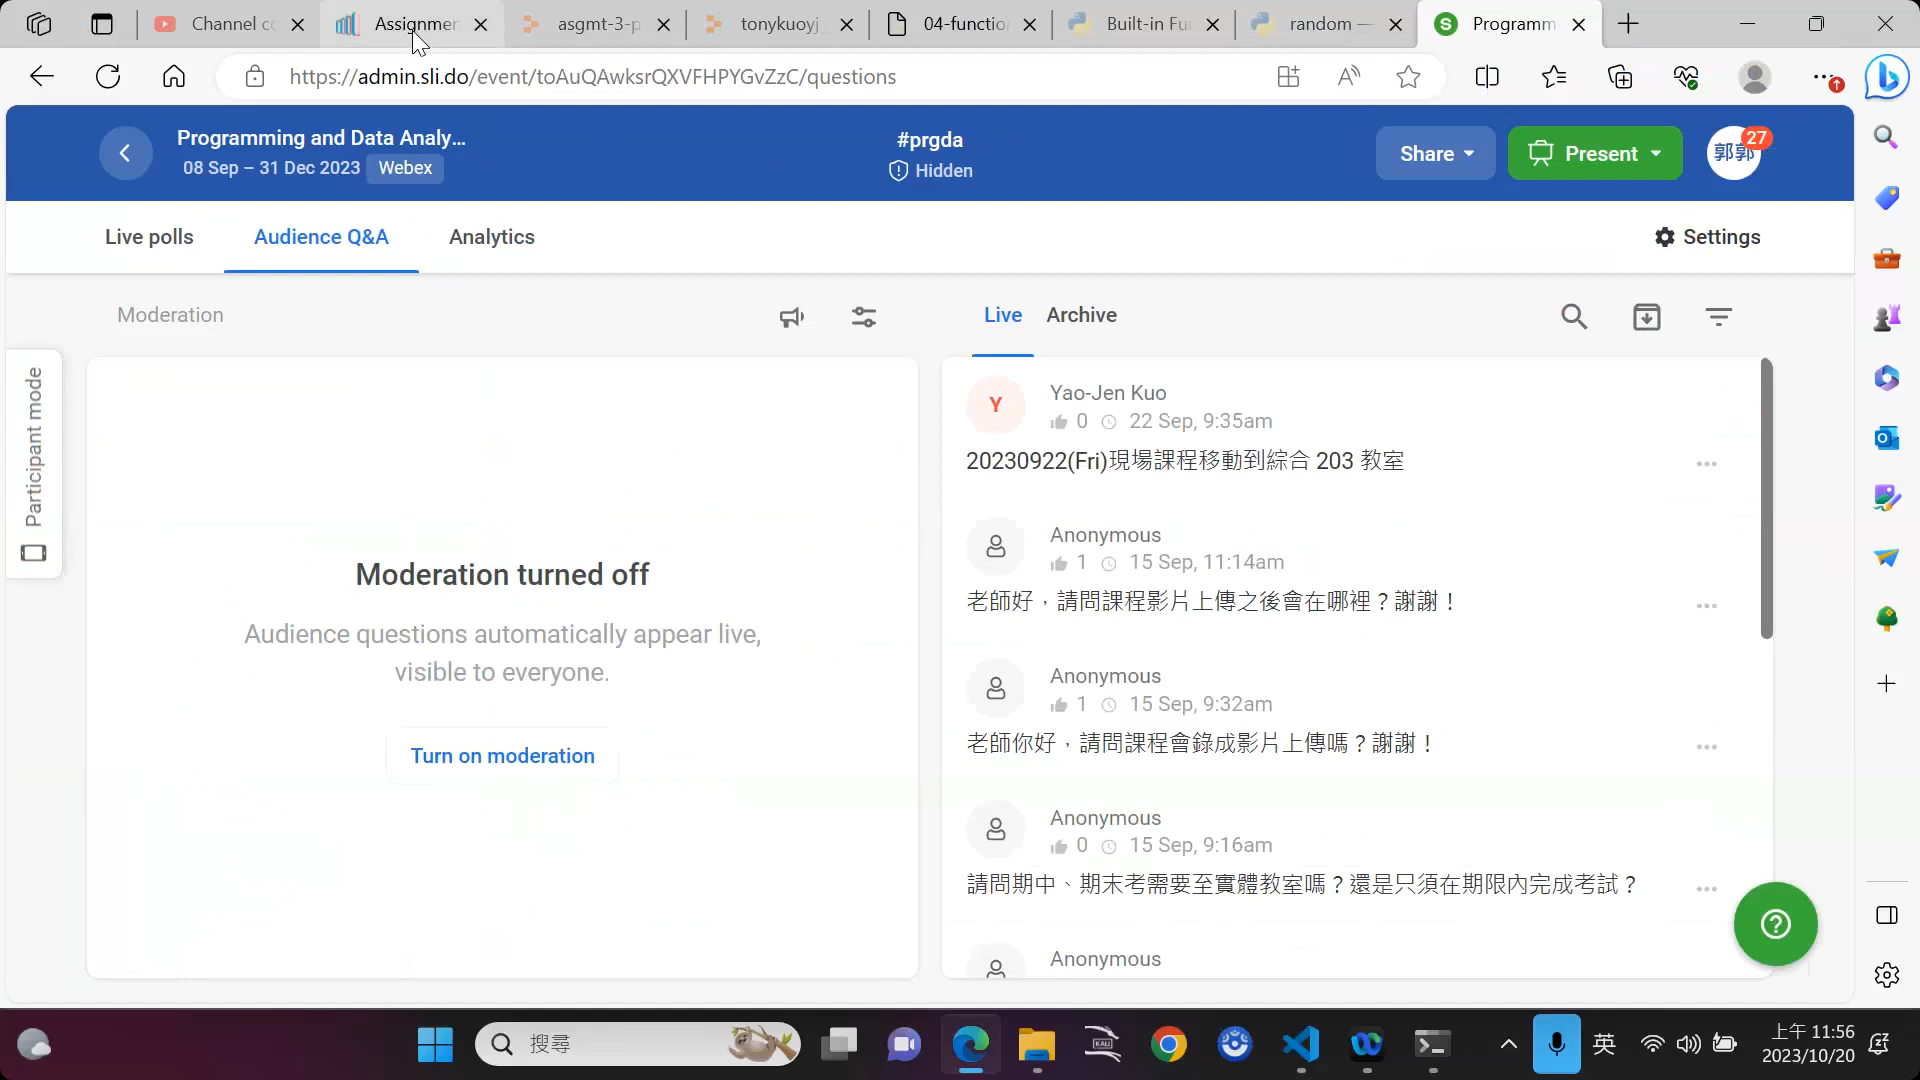 Channel cc
Assignmen
asgmt-3-p
tonykuoyj
04-functio
Built-in Fu
random —
Programm
https://admin.sli.do/event/toAuQAwksrQXVFHPYGvZzC/questions
Programming and Data Analy...
08 Sep – 31 Dec 2023
Webex
#prgda
Hidden
Share
Present
郭郭
27
Live polls
Audience Q&A
Analytics
Settings
Participant mode
Moderation
Moderation turned off
Audience questions automatically appear live,
visible to everyone.
Turn on moderation
Live
Archive
Y
Yao-Jen Kuo
0
22 Sep, 9:35am
20230922(Fri)現場課程移動到綜合 203 教室
Anonymous
1
15 Sep, 11:14am
老師好，請問課程影片上傳之後會在哪裡？謝謝！
Anonymous
1
15 Sep, 9:32am
老師你好，請問課程會錄成影片上傳嗎？謝謝！
Anonymous
0
15 Sep, 9:16am
請問期中、期末考需要至實體教室嗎？還是只須在期限內完成考試？
Anonymous
搜尋
KALI
英
上午 11:56
2023/10/20